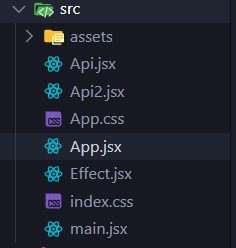 src
assets
Api.jsx
Api2.jsx
App.css
App.jsx
Effect.jsx
index.css
main.jsx